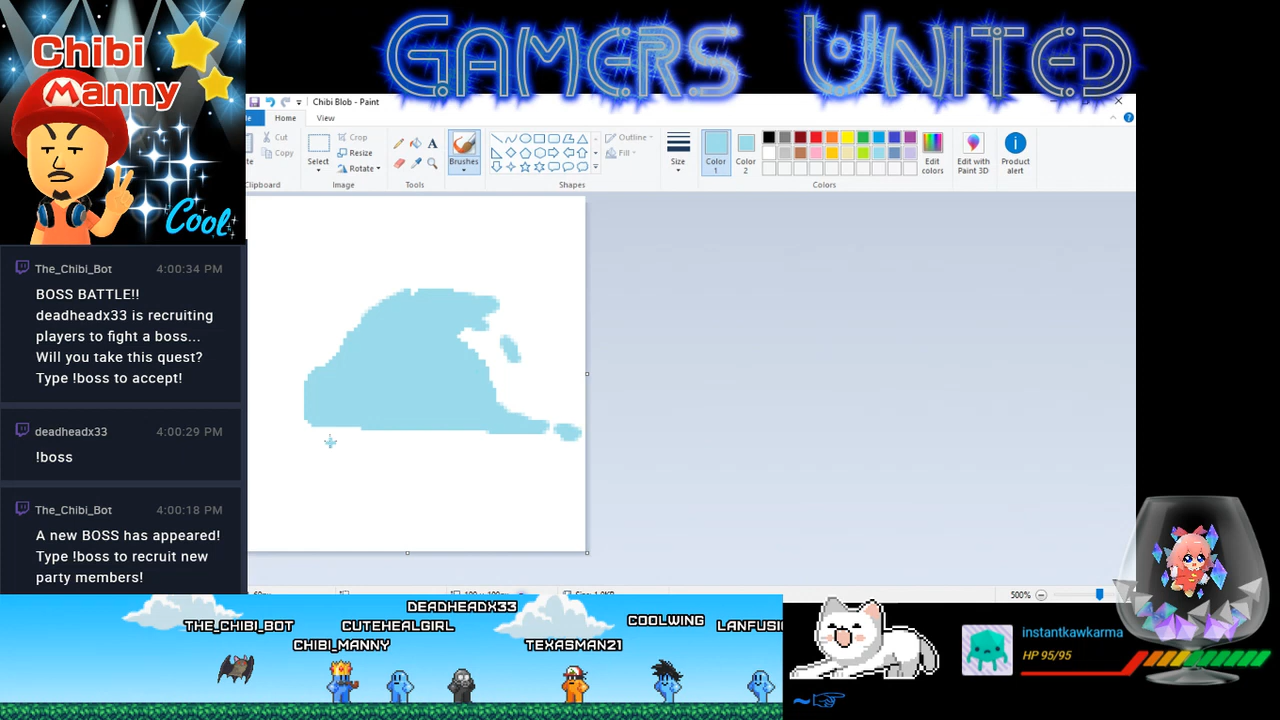 Gamers United
Chibi
Manny
Cool
Chibi Blob - Paint
Home
View
Cut
Copy
Clipboard
Select
Crop
Resize
Rotate
Image
A
Tools
Brushes
Outline
Fill
Shapes
Size
Color 1
Color 2
Edit colors
Colors
Edit with Paint 3D
Product alert
The_Chibi_Bot 4:00:34 PM
BOSS BATTLE!!
deadheadx33 is recruiting
players to fight a boss...
Will you take this quest?
Type !boss to accept!
deadheadx33 4:00:29 PM
!boss
The_Chibi_Bot 4:00:18 PM
A new BOSS has appeared!
Type !boss to recruit new
party members!
500%
DEADHEADX33
THE_CHIBI_BOT
CUTEHEALGIRL
COOLWING
LANFUSI
CHIBI_MANNY
TEXASMAN21
instantkawkarma
HP 95/95